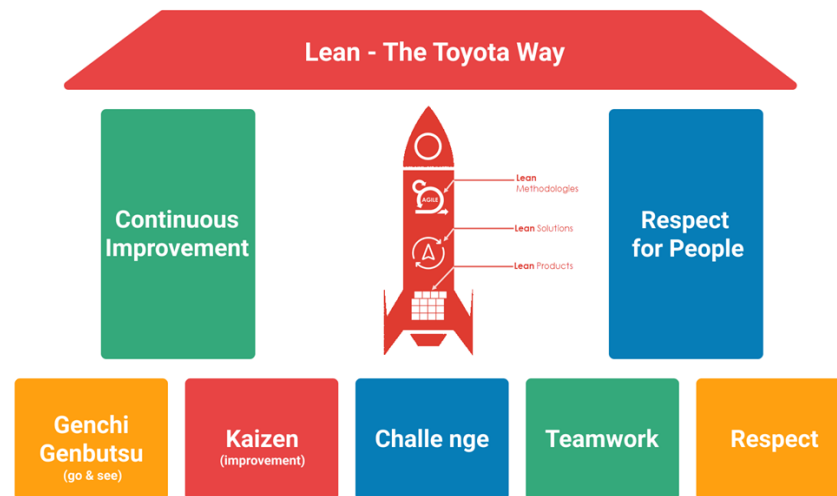 Lean - The Toyota Way
Continuous
Improvement
AGILE
Lean
Methodologies
Lean Solutions
Lean Products
Respect
for People
Genchi
Genbutsu
(go & see)
Kaizen
(improvement)
Challe nge
Teamwork
Respect